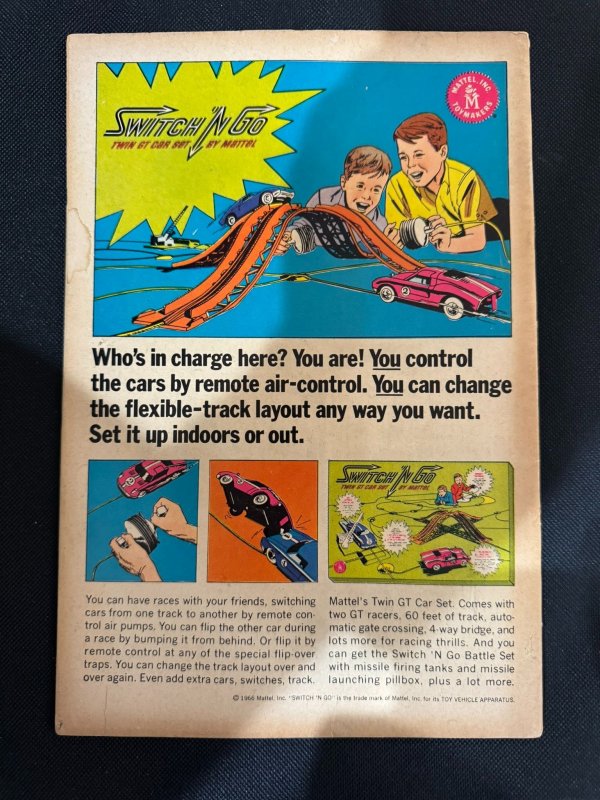 SWITCH 'N GO
TWIN GT CAR SET BY MATTEL
MATTEL, INC.
M
TOYMAKERS
2
Who's in charge here? You are! You control
the cars by remote air-control. You can change
the flexible-track layout any way you want.
Set it up indoors or out.
SWITCH 'N GO
TWIN GT CAR SET BY MATTEL
You can have races with your friends, switching
cars from one track to another by remote con-
trol air pumps. You can flip the other car during
a race by bumping it from behind. Or flip it by
remote control at any of the special flip-over
traps. You can change the track layout over and
over again. Even add extra cars, switches, track.
Mattel's Twin GT Car Set. Comes with
two GT racers, 60 feet of track, auto-
matic gate crossing, 4-way bridge, and
lots more for racing thrills. And you
can get the Switch 'N Go Battle Set
with missile firing tanks and missile
launching pillbox, plus a lot more.
© 1966 Mattel, Inc. "SWITCH 'N GO" is the trade mark of Mattel, Inc. for its TOY VEHICLE APPARATUS.